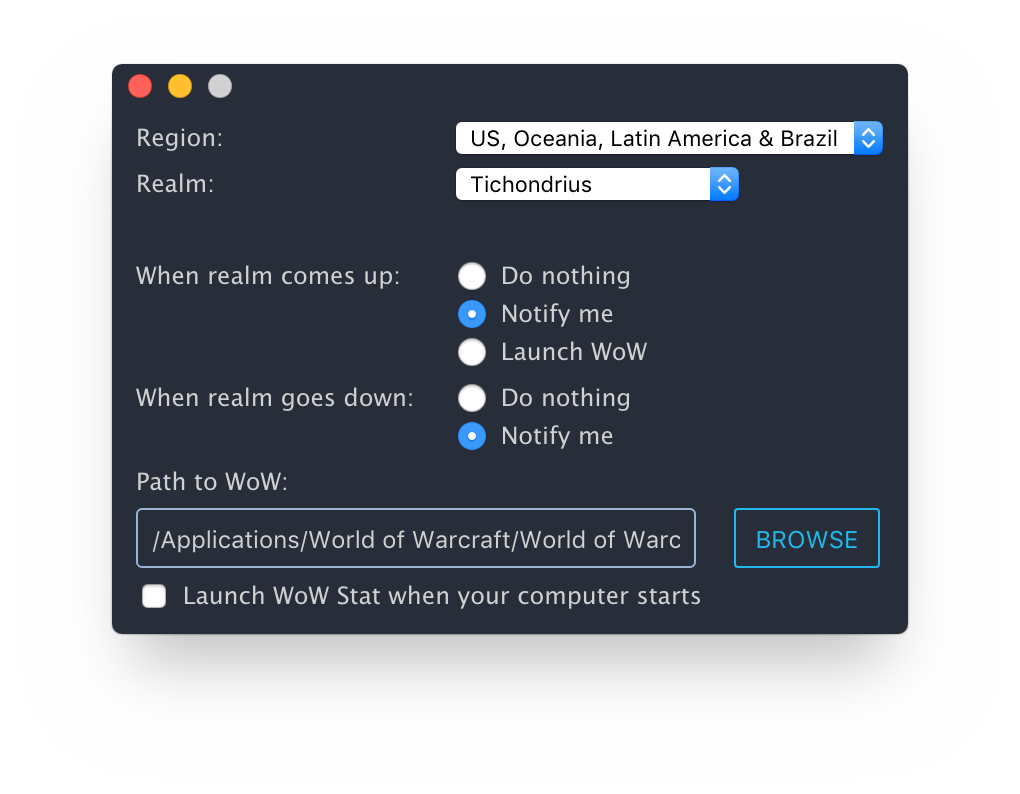 Region: US, Oceania, Latin America & Brazil
Realm: Tichondrius
When realm comes up: Do nothing
Notify me
Launch WoW
When realm goes down: Do nothing
Notify me
Path to WoW:
/Applications/World of Warcraft/World of Warc BROWSE
Launch WoW Stat when your computer starts